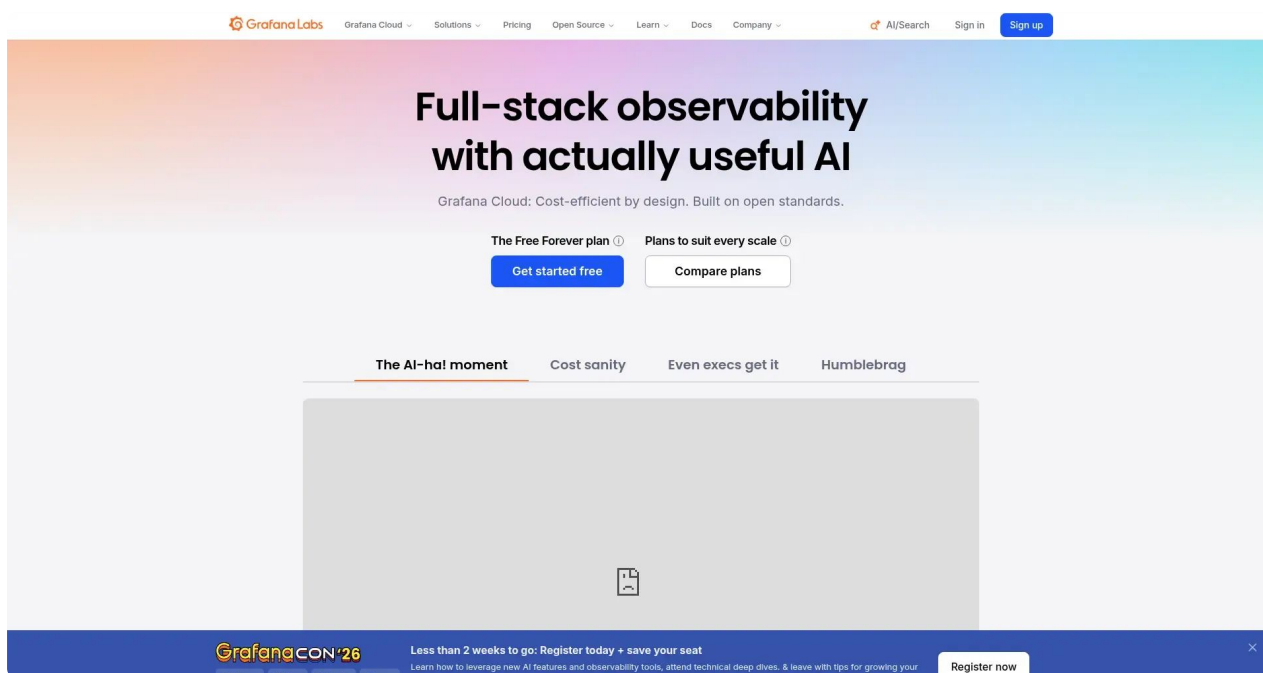 Grafana Labs
Grafana Cloud
Solutions
Pricing
Open Source
Learn
Docs
Company
AI/Search
Sign in
Sign up
Full-stack observability
with actually useful AI
Grafana Cloud: Cost-efficient by design. Built on open standards.
The Free Forever plan
Get started free
Plans to suit every scale
Compare plans
The AI-ha! moment
Cost sanity
Even execs get it
Humblebrag
GrafanaCON '26
Less than 2 weeks to go: Register today + save your seat
Learn how to leverage new AI features and observability tools, attend technical deep dives. & leave with tips for growing your
Register now